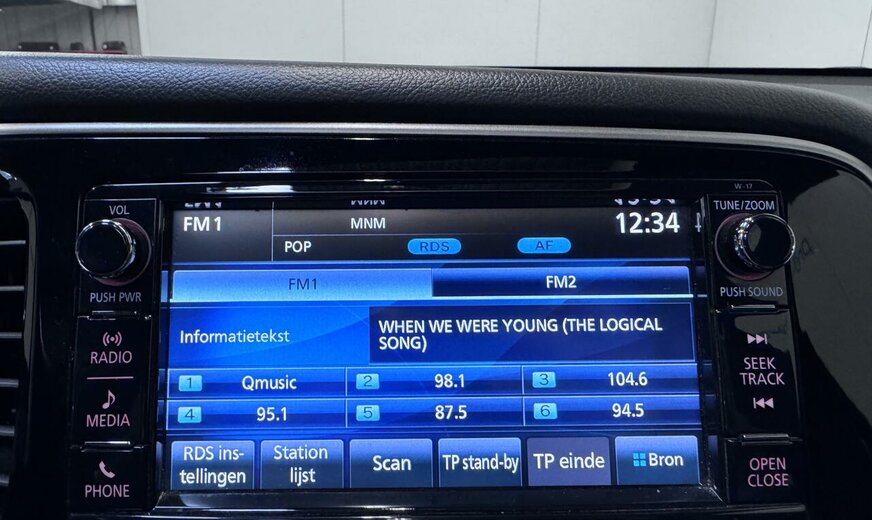 W-17
VOL
TUNE/ZOOM
FM1 MNM 12:34
POP RDS AF
PUSH PWR
PUSH SOUND
FM1 FM2
Informatietekst
WHEN WE WERE YOUNG (THE LOGICAL
SONG)
RADIO
SEEK
TRACK
1 Qmusic 2 98.1 3 104.6
4 95.1 5 87.5 6 94.5
MEDIA
RDS ins-
tellingen
Station
lijst
Scan
TP stand-by
TP einde
Bron
PHONE
OPEN
CLOSE